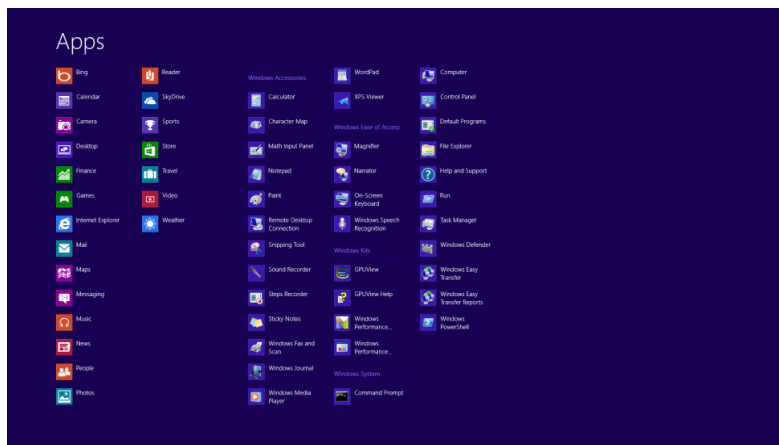 Apps
Bing
Calendar
Camera
Desktop
Finance
Games
Internet Explorer
Mail
Maps
Messaging
Music
News
People
Photos
Reader
SkyDrive
Sports
Store
Travel
Video
Weather
Windows Accessories
Calculator
Character Map
Math Input Panel
Notepad
Paint
Remote Desktop
Connection
Snipping Tool
Sound Recorder
Steps Recorder
Sticky Notes
Windows Fax and
Scan
Windows Journal
Windows Media
Player
WordPad
XPS Viewer
Windows Ease of Access
Magnifier
Narrator
On-Screen
Keyboard
Windows Speech
Recognition
Windows Kits
GPUView
GPUView Help
Windows
Performance...
Windows
Performance...
Windows System
Command Prompt
Computer
Control Panel
Default Programs
File Explorer
Help and Support
Run
Task Manager
Windows Defender
Windows Easy
Transfer
Windows Easy
Transfer Reports
Windows
PowerShell